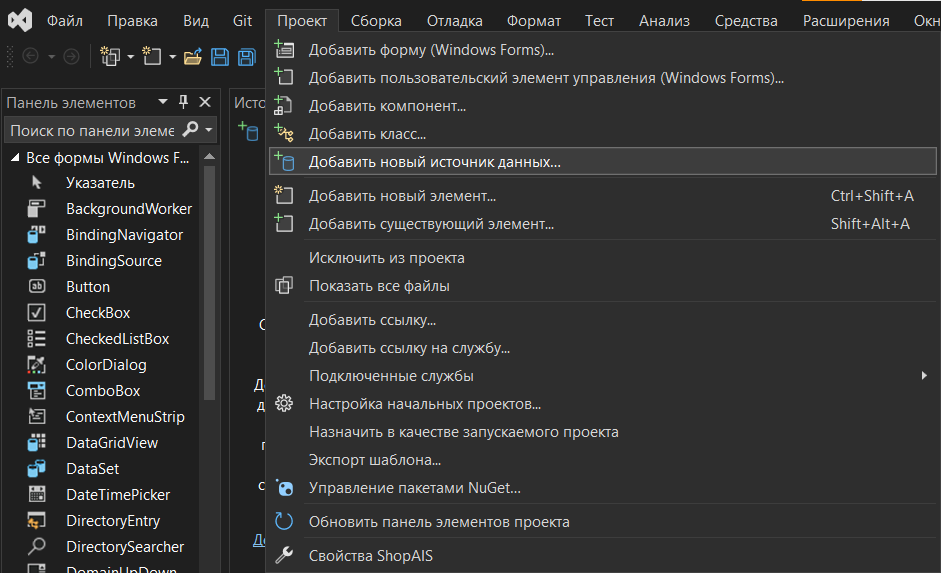 Файл Правка Вид Git Проект Сборка Отладка Формат Тест Анализ Средства Расширения
Панель элементов
Поиск по панели элеме
Все формы Windows F...
Указатель
BackgroundWorker
BindingNavigator
BindingSource
Button
CheckBox
CheckedListBox
ColorDialog
ComboBox
ContextMenuStrip
DataGridView
DataSet
DateTimePicker
DirectoryEntry
DirectorySearcher
DomainUpDown
Добавить форму (Windows Forms)...
Добавить пользовательский элемент управления (Windows Forms)...
Добавить компонент...
Добавить класс...
Добавить новый источник данных...
Добавить новый элемент... Ctrl+Shift+A
Добавить существующий элемент... Shift+Alt+A
Исключить из проекта
Показать все файлы
Добавить ссылку...
Добавить ссылку на службу...
Подключенные службы
Настройка начальных проектов...
Назначить в качестве запускаемого проекта
Экспорт шаблона...
Управление пакетами NuGet...
Обновить панель элементов проекта
Свойства ShopAIS